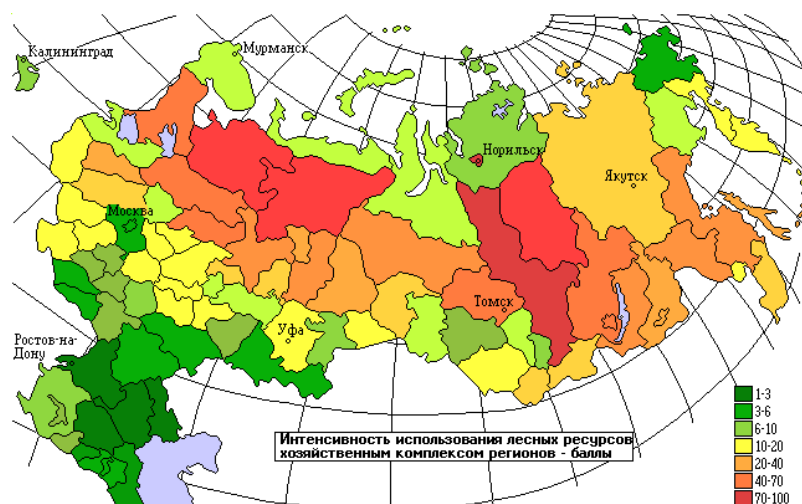 Калининград
Мурманск
Норильск
Якутск
Москва
Томск
Уфа
Ростов-на-
Дону
Интенсивность использования лесных ресурсов
хозяйственным комплексом регионов - баллы
1-3
3-6
6-10
10-20
20-40
40-70
70-100